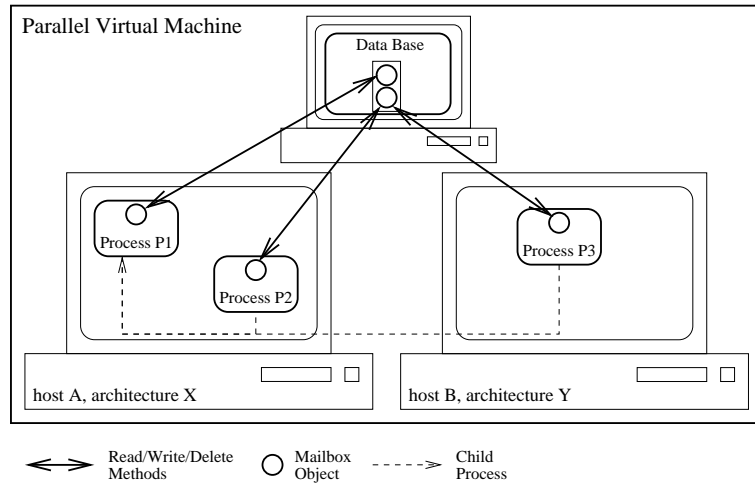 Parallel Virtual Machine
Data Base
Process P1
Process P2
Process P3
host A, architecture X
host B, architecture Y
Read/Write/Delete
Methods
Mailbox
Object
Child
Process